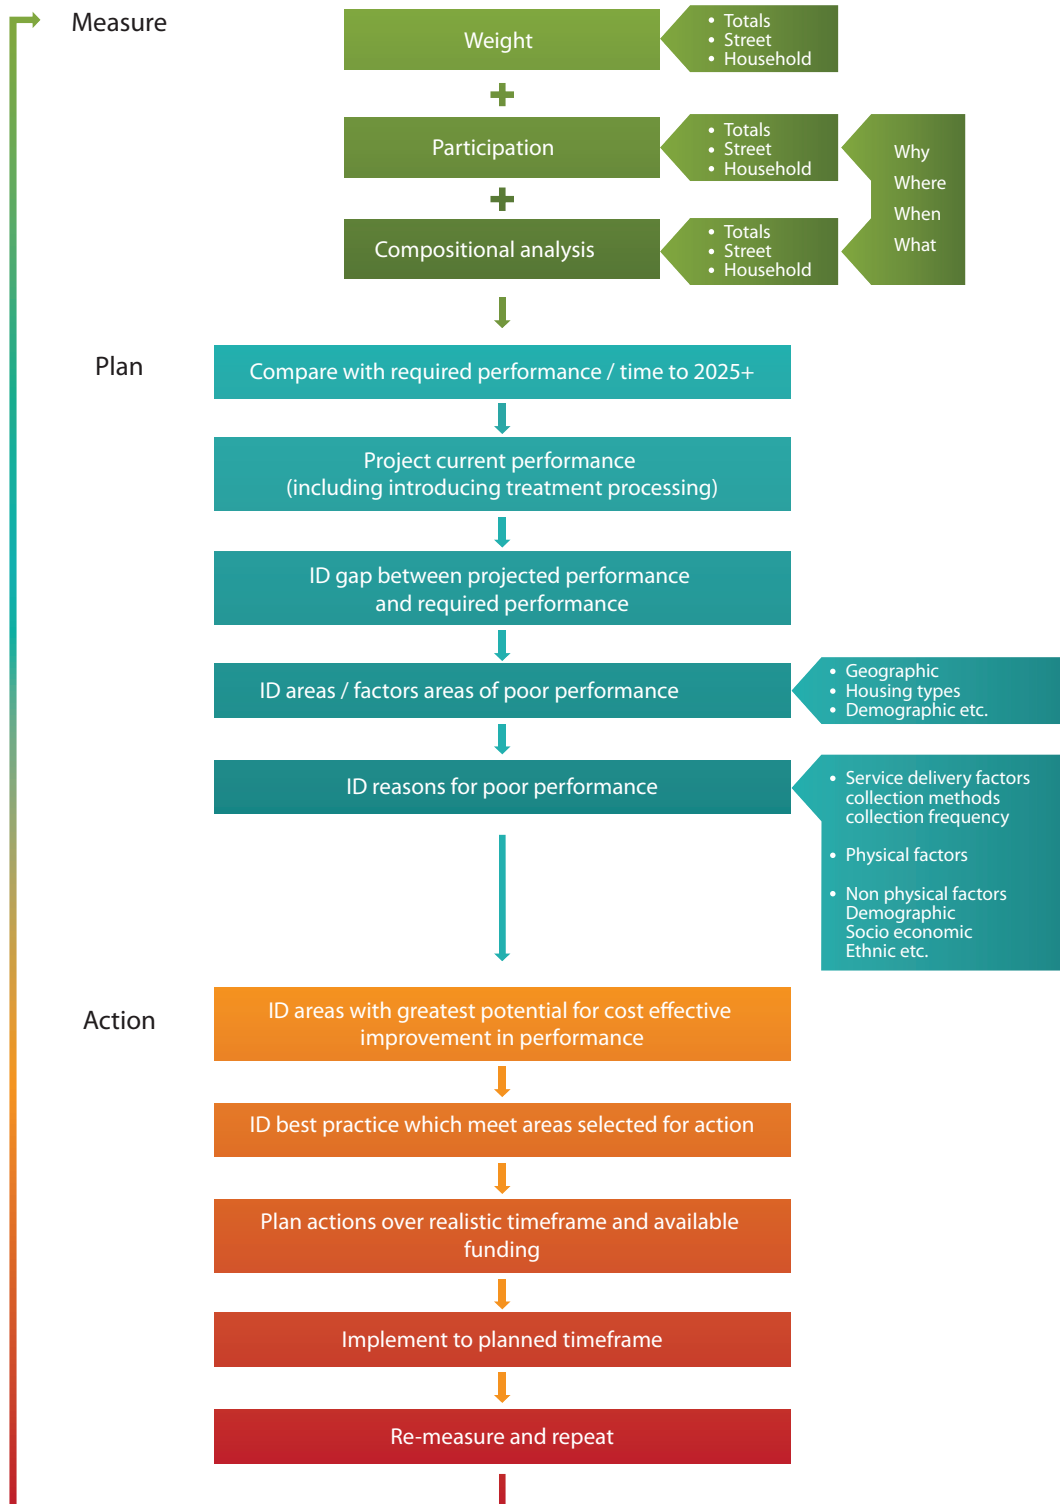 Measure
Weight
• Totals
• Street
• Household
Participation
• Totals
• Street
• Household
Why
Where
When
What
Compositional analysis
• Totals
• Street
• Household
Plan
Compare with required performance / time to 2025+
Project current performance
(including introducing treatment processing)
ID gap between projected performance
and required performance
ID areas / factors areas of poor performance
• Geographic
• Housing types
• Demographic etc.
ID reasons for poor performance
• Service delivery factors
collection methods
collection frequency
• Physical factors
• Non physical factors
Demographic
Socio economic
Ethnic etc.
Action
ID areas with greatest potential for cost effective
improvement in performance
ID best practice which meet areas selected for action
Plan actions over realistic timeframe and available
funding
Implement to planned timeframe
Re-measure and repeat